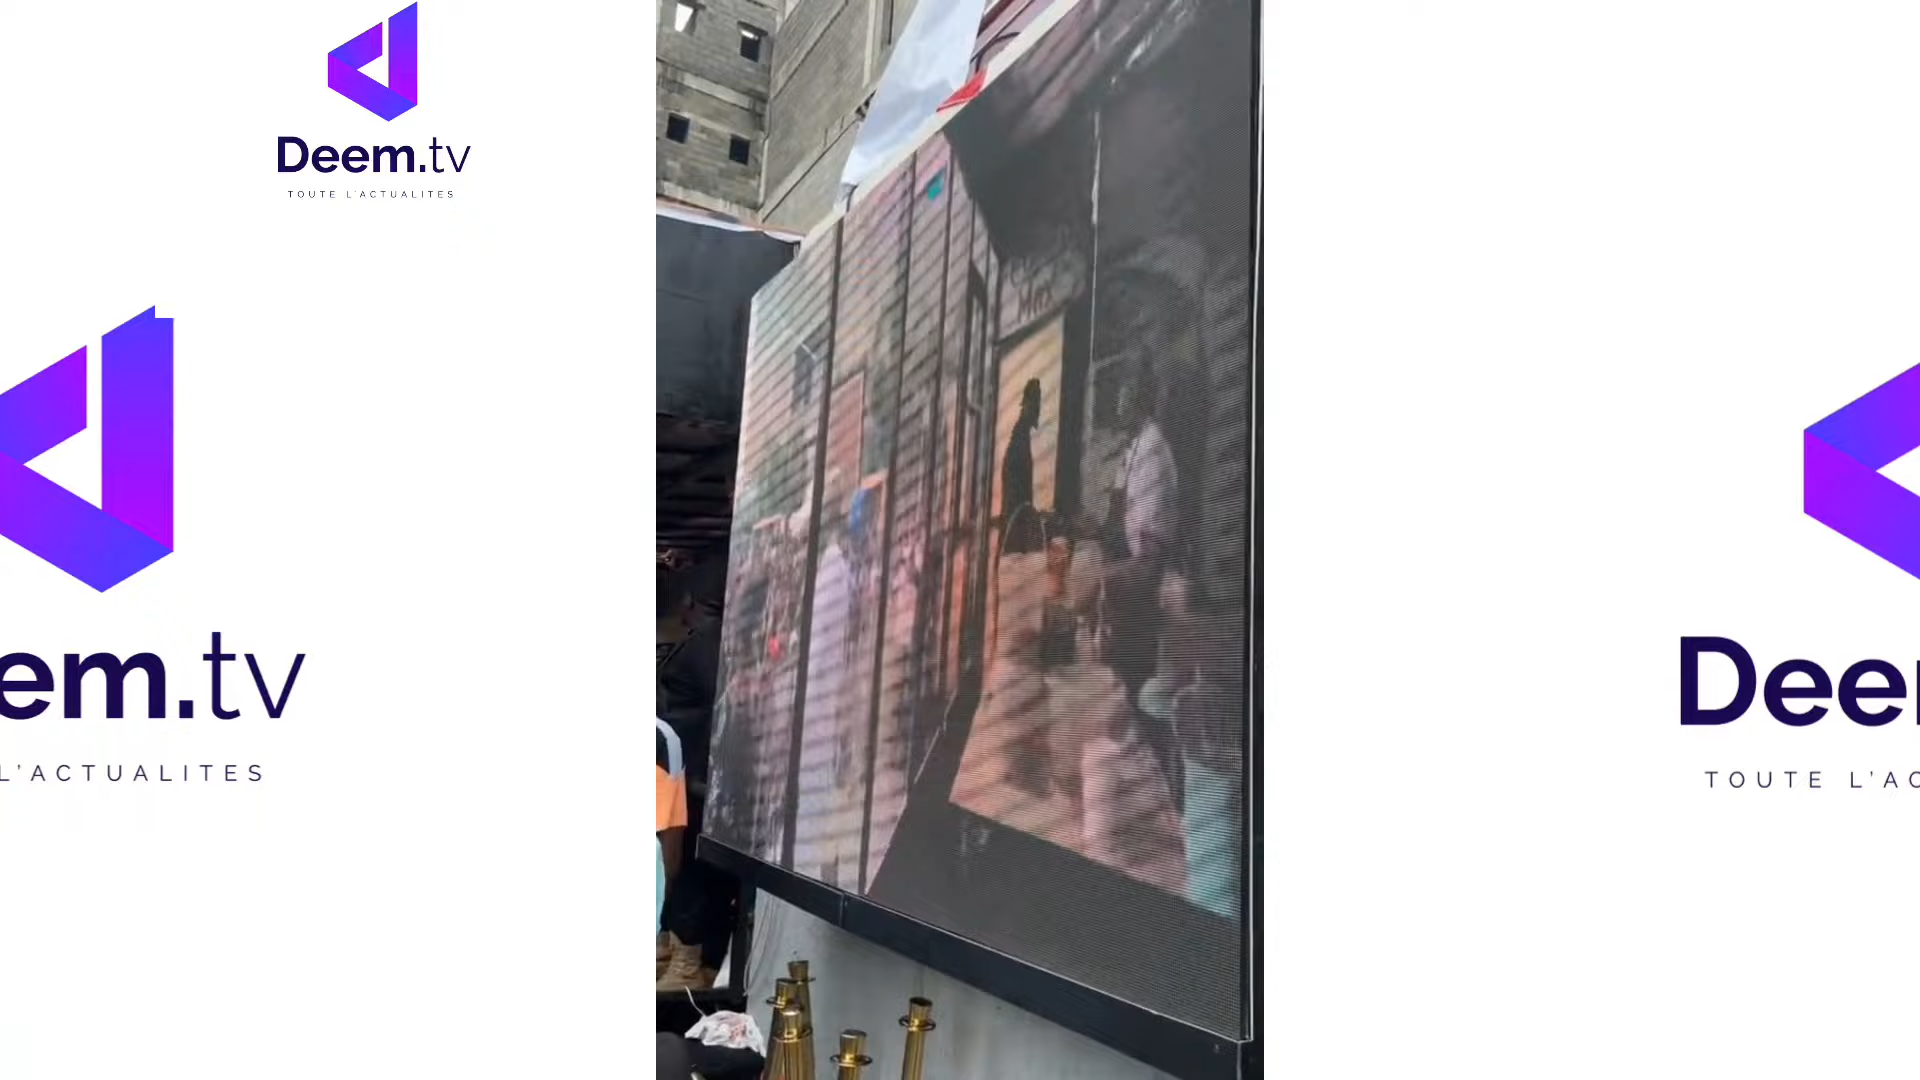 Deem.tv
TOUTE L'ACTUALITES
em.tv
L'ACTUALITES
Dee
TOUTE L'AC